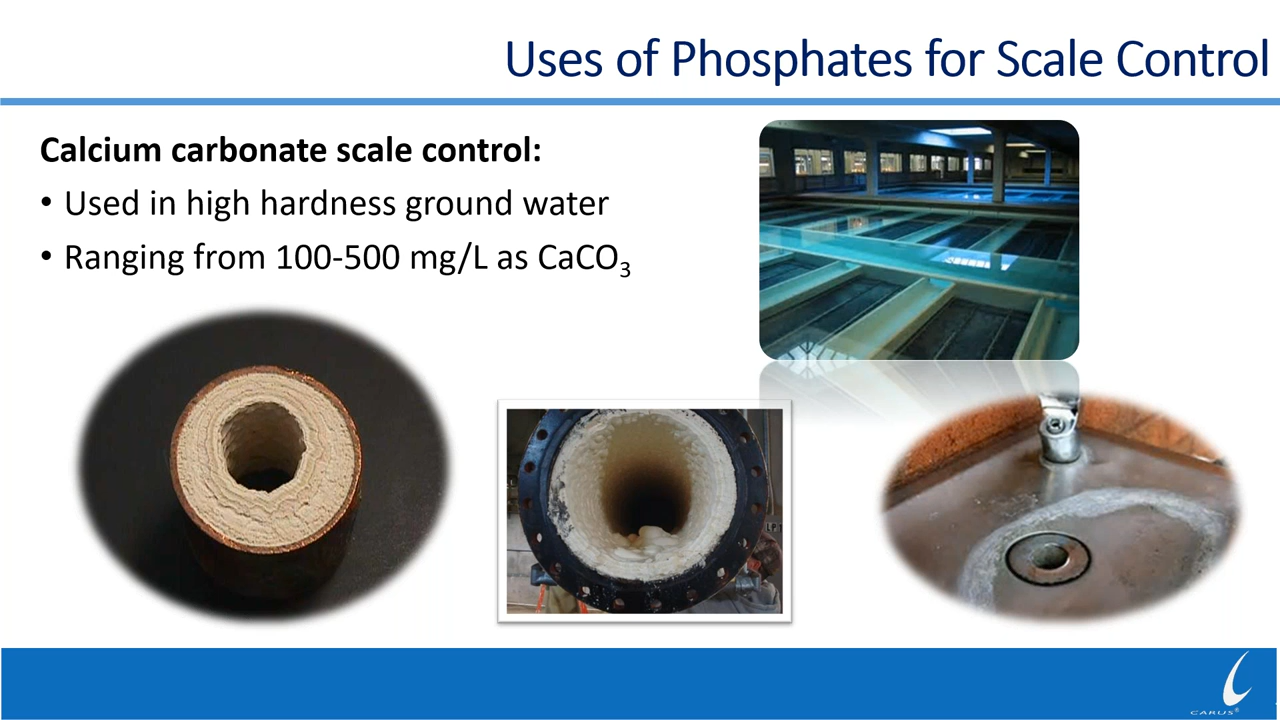 Uses of Phosphates for Scale Control
Calcium carbonate scale control:
• Used in high hardness ground water
• Ranging from 100-500 mg/L as CaCO₃
CARUS®